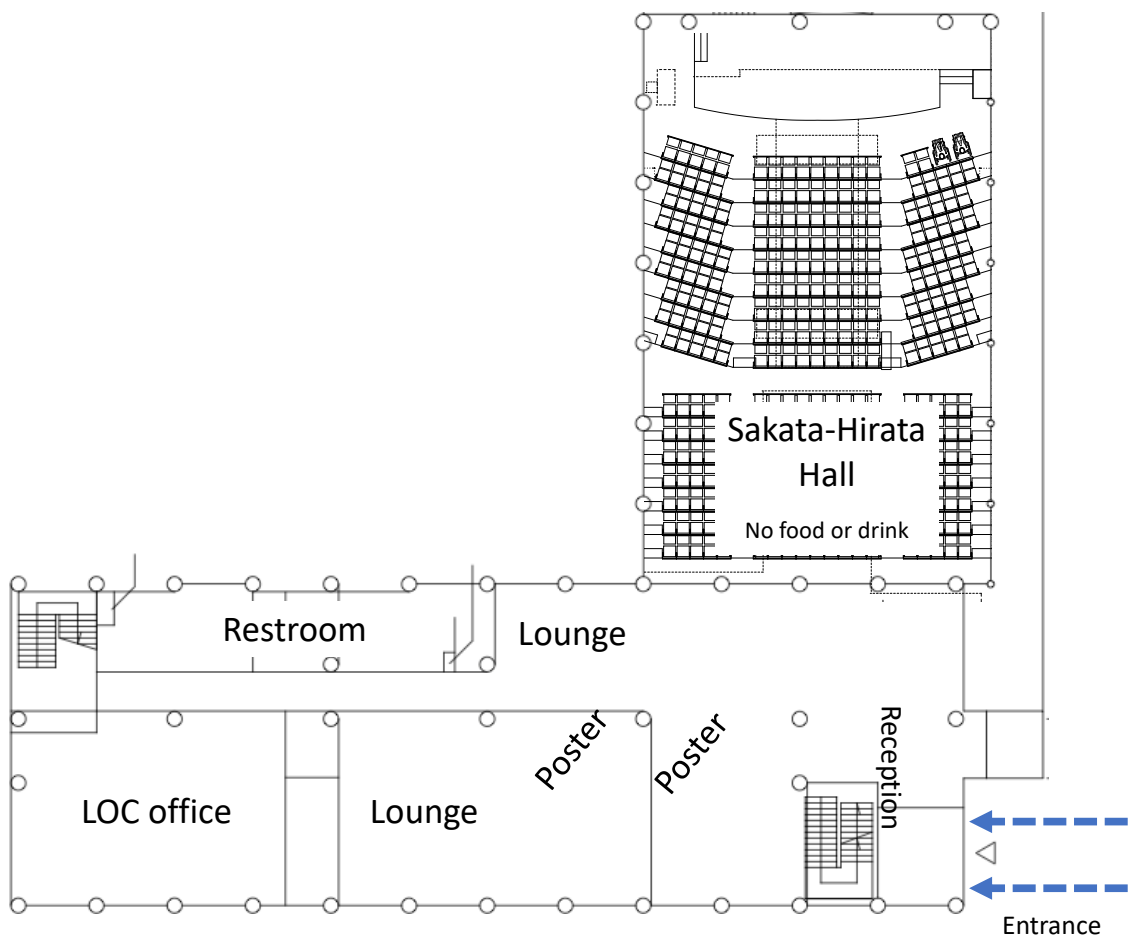 Sakata-Hirata
Hall
No food or drink
Restroom
Lounge
Poster
Poster
Reception
LOC office
Lounge
Entrance